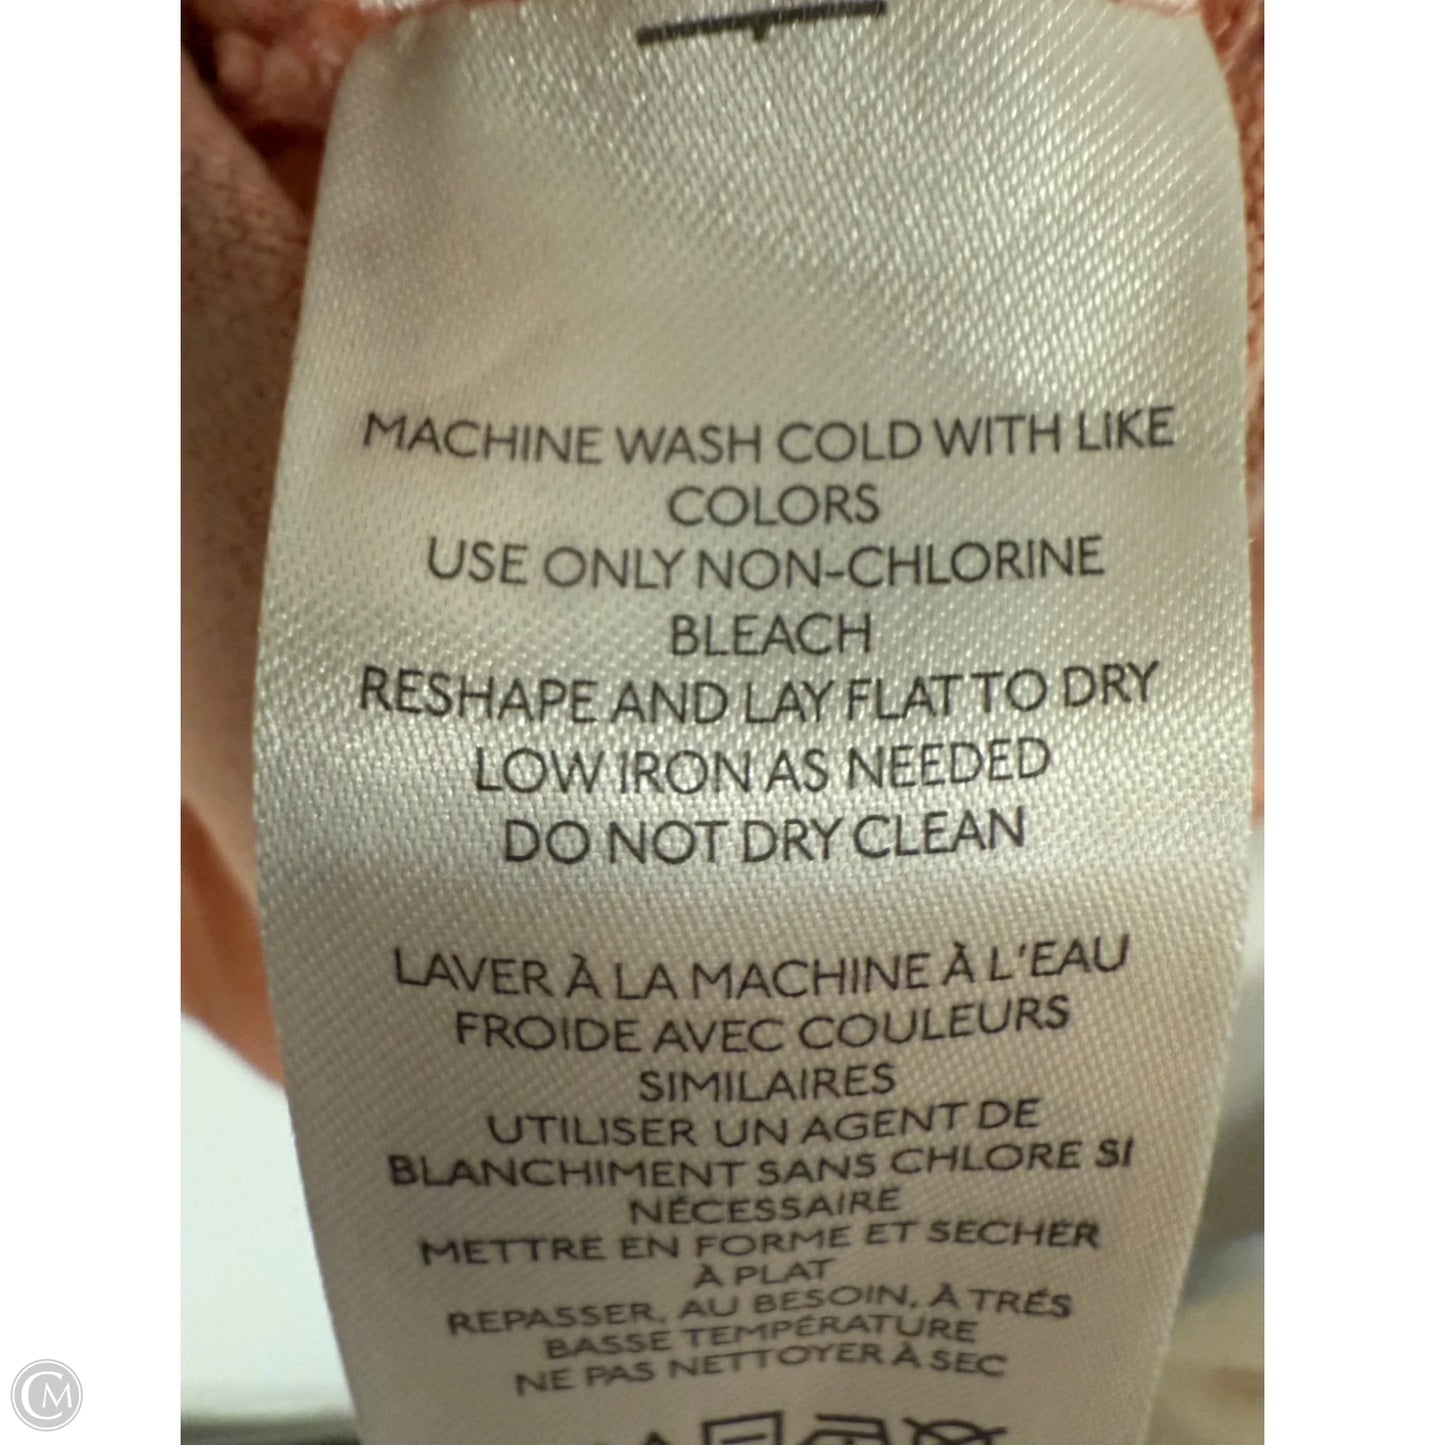 MACHINE WASH COLD WITH LIKE
COLORS
USE ONLY NON-CHLORINE
BLEACH
RESHAPE AND LAY FLAT TO DRY
LOW IRON AS NEEDED
DO NOT DRY CLEAN
LAVER À LA MACHINE À L'EAU
FROIDE AVEC COULEURS
SIMILAIRES
UTILISER UN AGENT DE
BLANCHIMENT SANS CHLORE SI
NÉCESSAIRE
METTRE EN FORME ET SECHER
À PLAT
REPASSER, AU BESOIN, À TRÉS
BASSE TEMPÉRATURE
NE PAS NETTOYER À SEC
CM